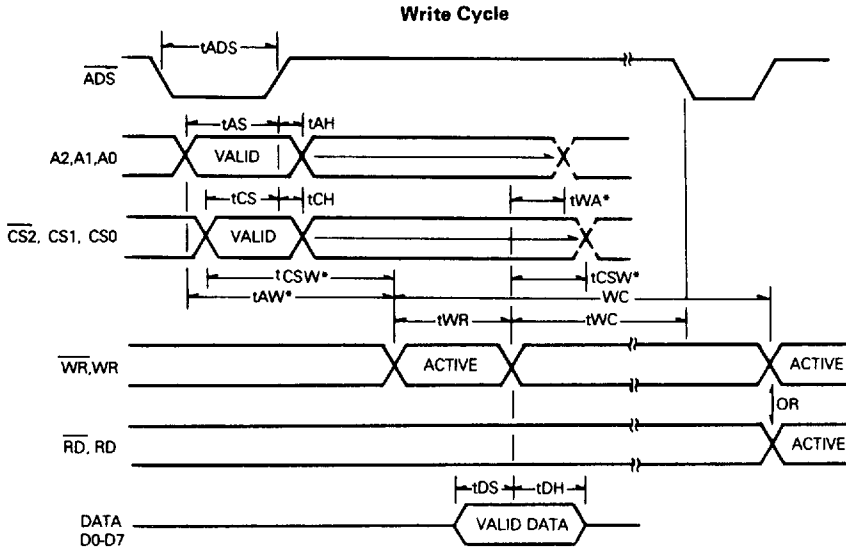 Write Cycle
tADS
ADS
tAS tAH
A2,A1,A0 VALID
tCS tCH tWA*
CS2, CS1, CS0 VALID
tCSW* tCSW*
tAW* WC
tWR tWC
WR,WR ACTIVE ACTIVE
OR
RD, RD ACTIVE
tDS tDH
DATA VALID DATA
D0-D7